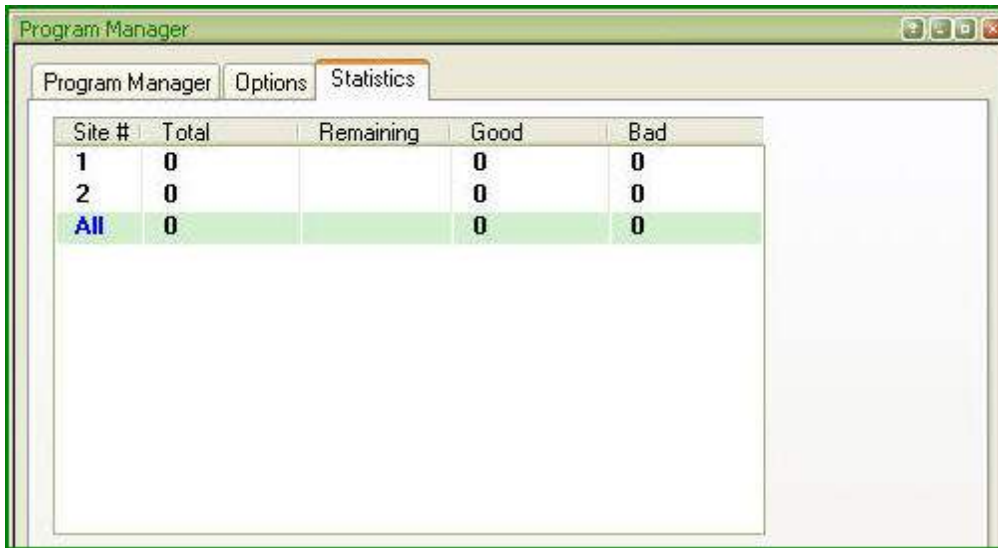 Program Manager
Program Manager Options Statistics
Site # Total Remaining Good Bad
1 0 0 0
2 0 0 0
All 0 0 0